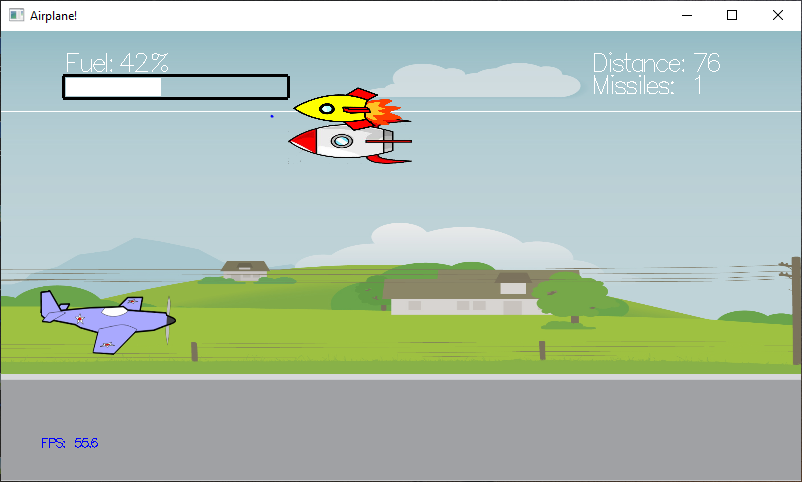 Airplane!
Fuel: 42%
Distance: 76
Missiles: 1
FPS: 55.6